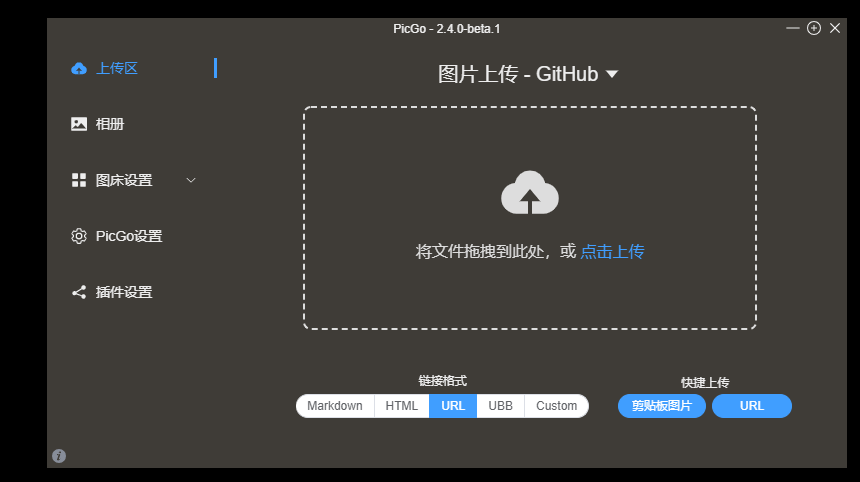 PicGo - 2.4.0-beta.1
上传区
相册
图床设置
PicGo设置
插件设置
图片上传 - GitHub
将文件拖拽到此处，或 点击上传
链接格式
Markdown HTML URL UBB Custom
快捷上传
剪贴板图片 URL
i